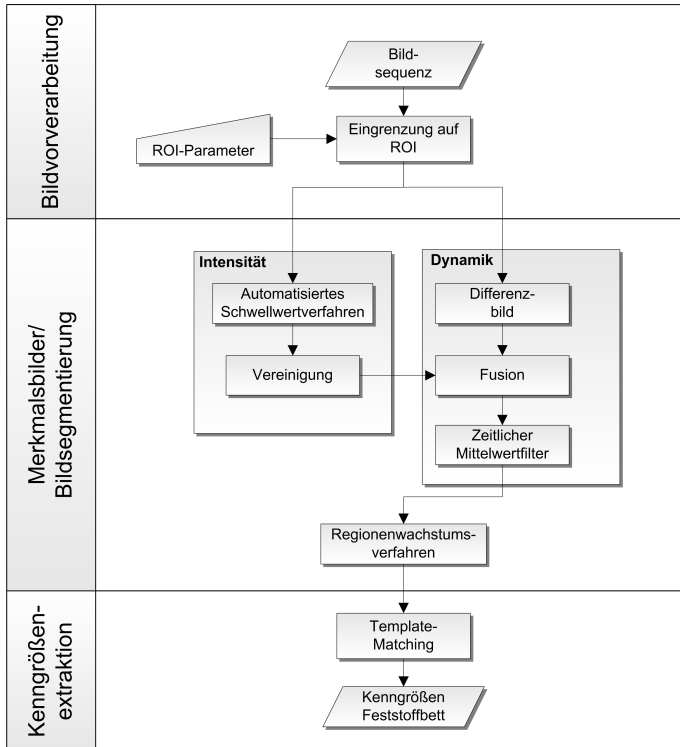 Bildvorverarbeitung
Bild-
sequenz
ROI-Parameter
Eingrenzung auf
ROI
Merkmalsbilder/
Bildsegmentierung
Intensität
Automatisiertes
Schwellwertverfahren
Vereinigung
Dynamik
Differenz-
bild
Fusion
Zeitlicher
Mittelwertfilter
Regionenwachstums-
verfahren
Kenngrößen-
extraktion
Template-
Matching
Kenngrößen
Feststoffbett